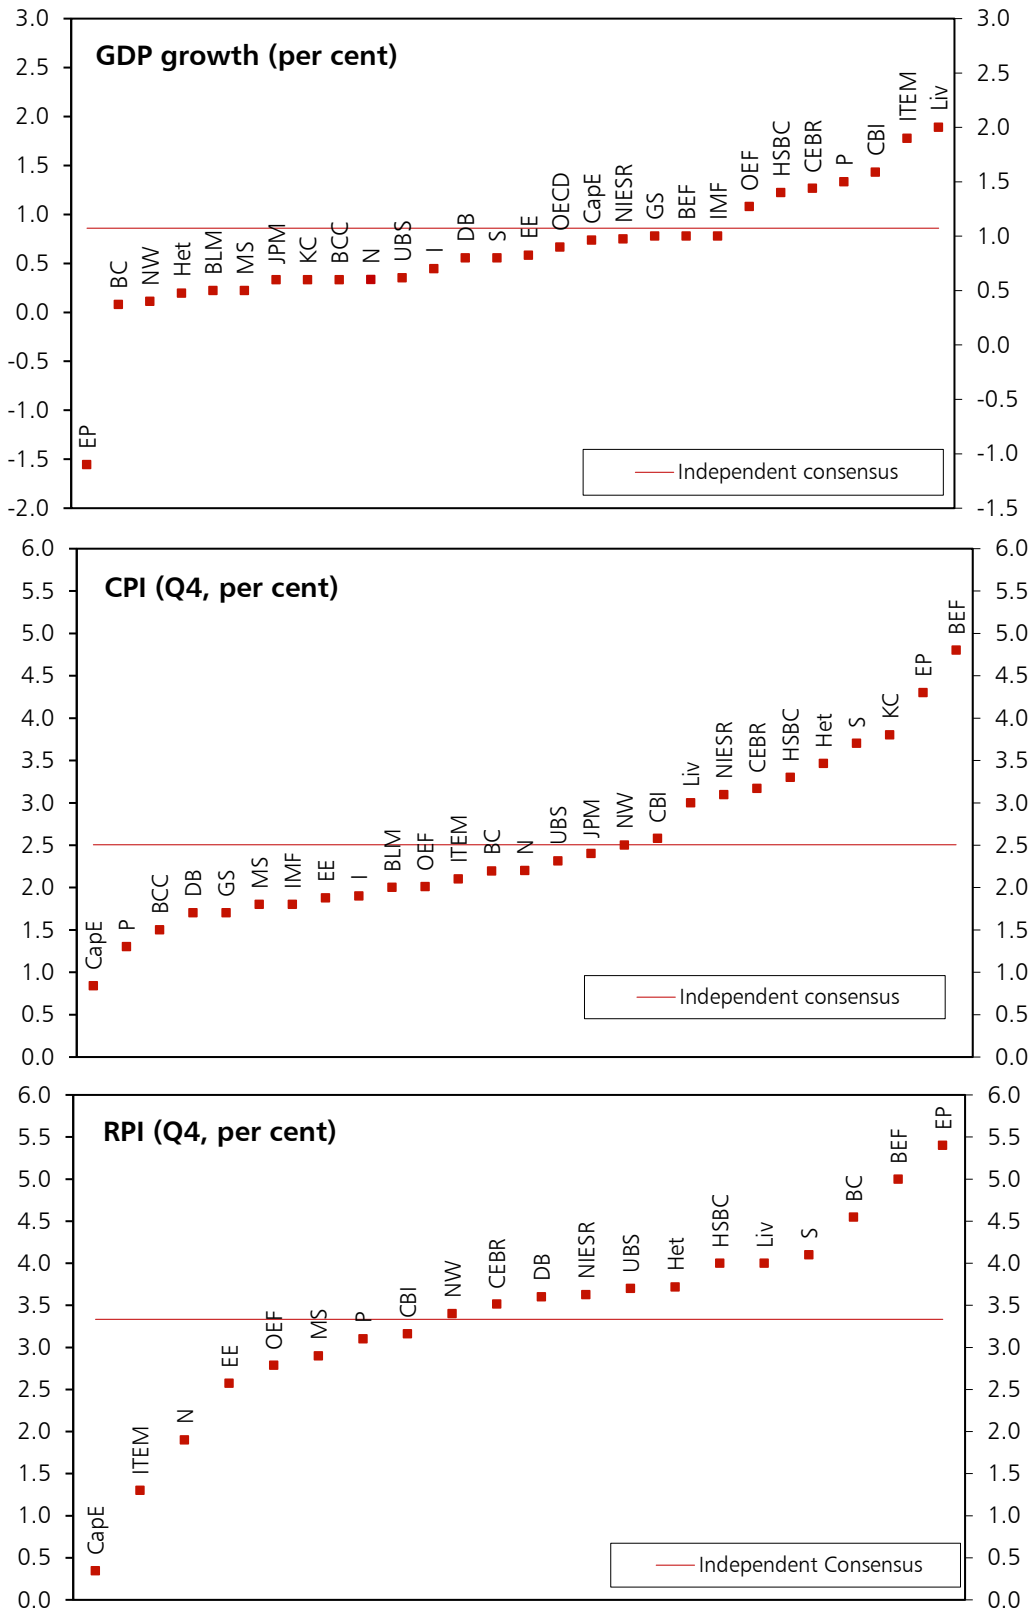 GDP growth (per cent)
3.0
2.5
2.0
1.5
1.0
0.5
0.0
-0.5
-1.0
-1.5
-2.0
3.0
2.5
2.0
1.5
1.0
0.5
0.0
-0.5
-1.0
-1.5
EP
BC
NW
Het
BLM
MS
JPM
KC
BCC
N
UBS
I
DB
S
EE
OECD
CapE
NIESR
GS
BEF
IMF
OEF
HSBC
CEBR
P
CBI
ITEM
Liv
Independent consensus
CPI (Q4, per cent)
6.0
5.5
5.0
4.5
4.0
3.5
3.0
2.5
2.0
1.5
1.0
0.5
0.0
6.0
5.5
5.0
4.5
4.0
3.5
3.0
2.5
2.0
1.5
1.0
0.5
0.0
CapE
P
BCC
DB
GS
MS
IMF
EE
I
BLM
OEF
ITEM
BC
N
UBS
JPM
NW
CBI
Liv
NIESR
CEBR
HSBC
Het
S
KC
EP
BEF
Independent consensus
RPI (Q4, per cent)
6.0
5.5
5.0
4.5
4.0
3.5
3.0
2.5
2.0
1.5
1.0
0.5
0.0
6.0
5.5
5.0
4.5
4.0
3.5
3.0
2.5
2.0
1.5
1.0
0.5
0.0
CapE
ITEM
N
EE
OEF
MS
P
CBI
NW
CEBR
DB
NIESR
UBS
Het
HSBC
Liv
S
BC
BEF
EP
Independent Consensus